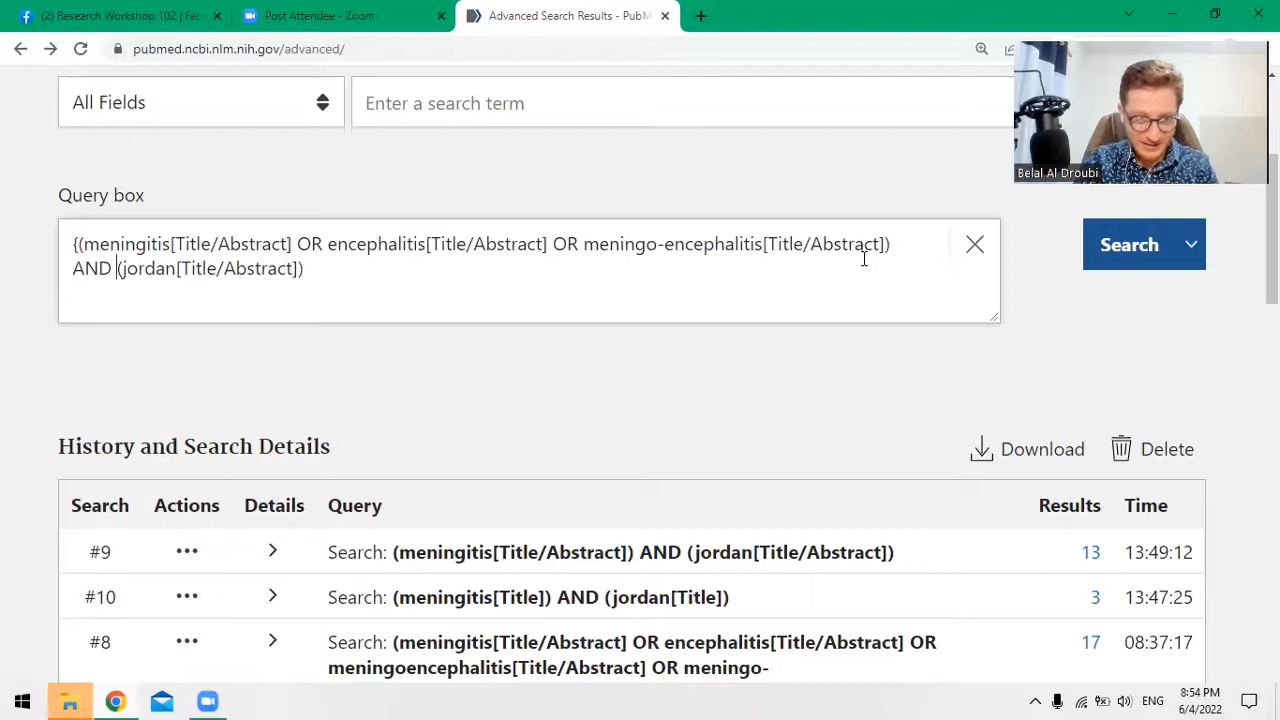 (2) Research Workshop 102 | Fac
Post Attendee - Zoom
Advanced Search Results - PubM
pubmed.ncbi.nlm.nih.gov/advanced/
All Fields
Enter a search term
Belal Al Droubi
Query box
{(meningitis[Title/Abstract] OR encephalitis[Title/Abstract] OR meningo-encephalitis[Title/Abstract])
AND (jordan[Title/Abstract])
Search
History and Search Details
Download
Delete
Search Actions Details Query Results Time
#9 ••• Search: (meningitis[Title/Abstract]) AND (jordan[Title/Abstract]) 13 13:49:12
#10 ••• Search: (meningitis[Title]) AND (jordan[Title]) 3 13:47:25
#8 ••• Search: (meningitis[Title/Abstract] OR encephalitis[Title/Abstract] OR 17 08:37:17
meningoencephalitis[Title/Abstract] OR meningo-
ENG
8:54 PM
6/4/2022